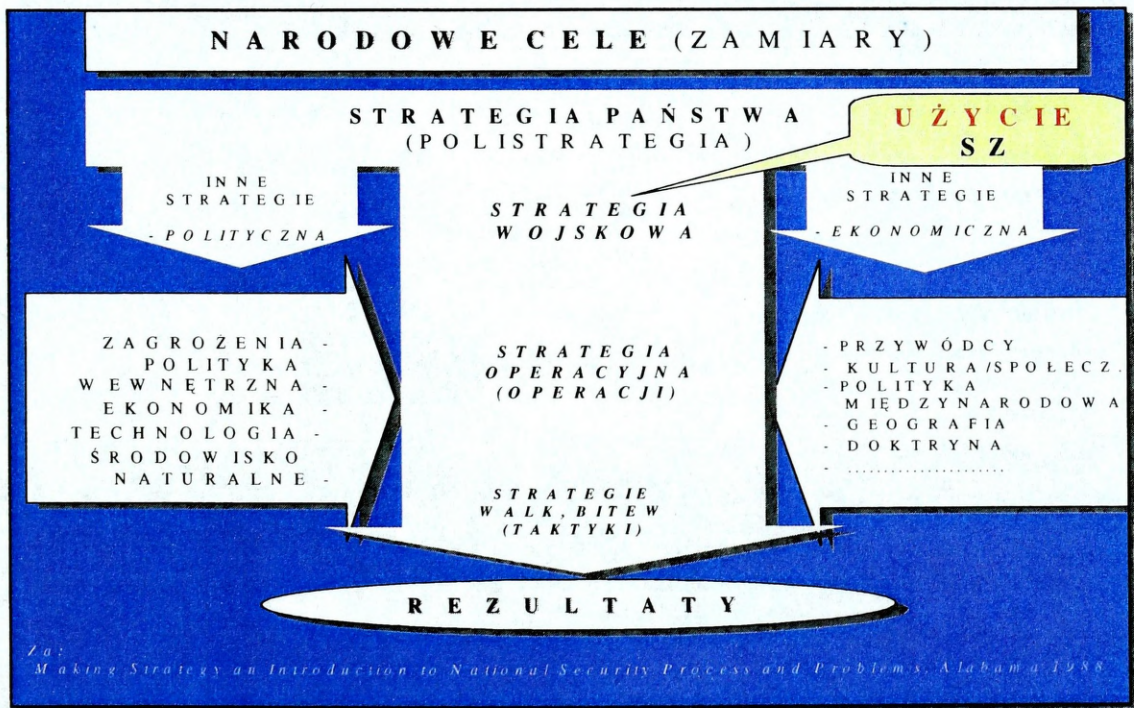 NARODOWE CELE (ZAMIARY)
STRATEGIA PAŃSTWA
(POLISTRATEGIA)
UŻYCIE
SZ
INNE
STRATEGIE
- POLITYCZNA
STRATEGIA
WOJSKOWA
INNE
STRATEGIE
- EKONOMICZNA
ZAGROŻENIA -
POLITYKA
WEWNĘTRZNA -
EKONOMIKA -
TECHNOLOGIA -
ŚRODOWISKO
NATURALNE -
STRATEGIA
OPERACYJNA
(OPERACJI)
- PRZYWÓDCY
- KULTURA/SPOŁECZ.
- POLITYKA
MIĘDZYNARODOWA
- GEOGRAFIA
- DOKTRYNA
- ......................
STRATEGIE
WALK, BITEW
(TAKTYKI)
REZULTATY
Za:
Making Strategy an Introduction to National Security Process and Problems, Alabama 1988